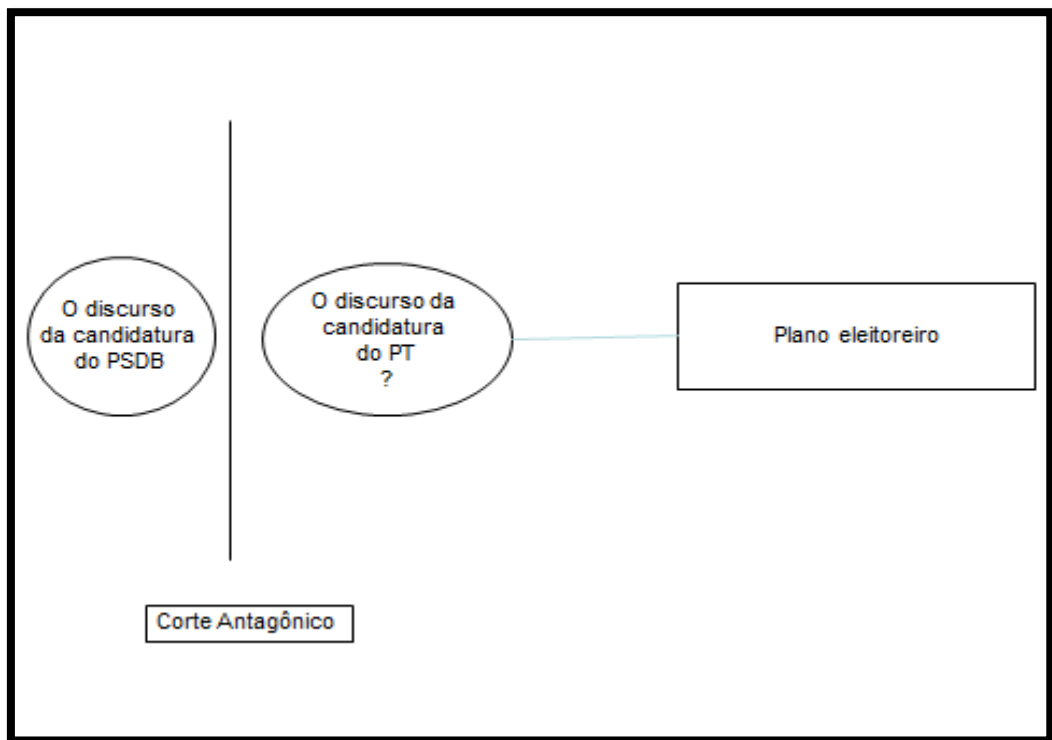 O discurso
da candidatura
do PSDB
O discurso da
candidatura
do PT
?
Plano eleitoreiro
Corte Antagônico